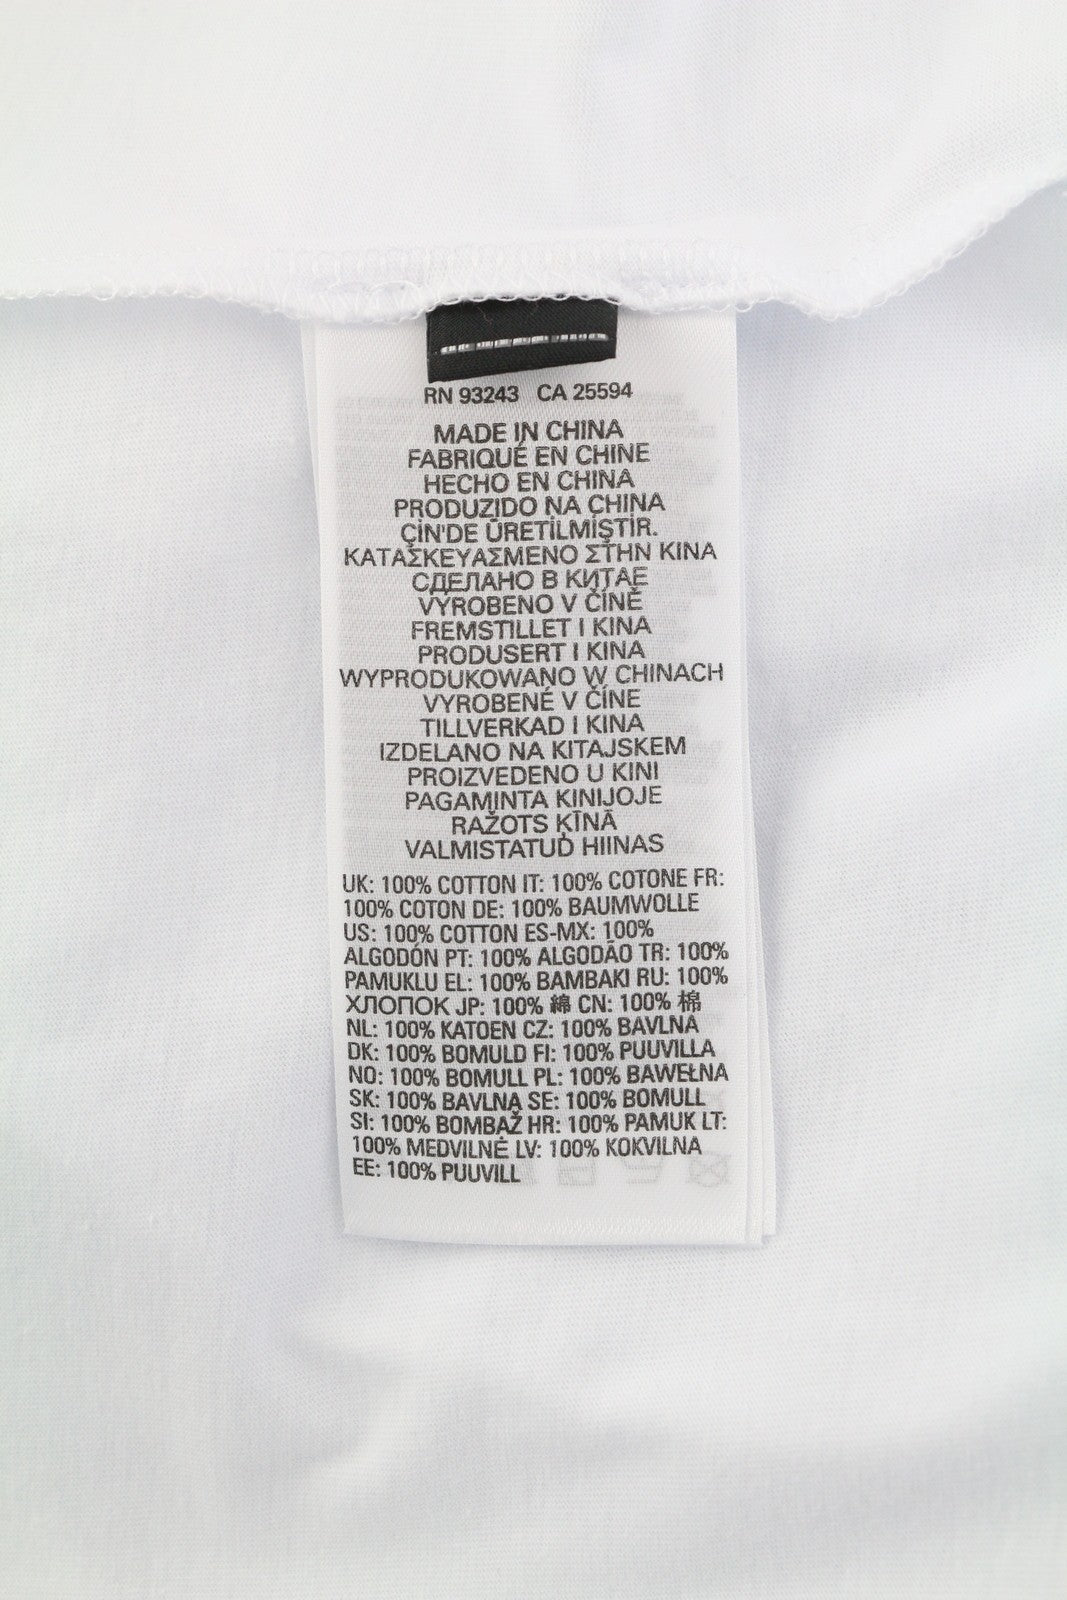 RN 93243 CA 25594
MADE IN CHINA
FABRIQUÉ EN CHINE
HECHO EN CHINA
PRODUZIDO NA CHINA
ÇİN'DE ÜRETİLMİŞTİR.
ΚΑΤΑΣΚΕΥΑΣΜΕΝΟ ΣΤΗΝ ΚΙΝΑ
СДЕЛАНО В КИТАЕ
VYROBENO V ČÍNĚ
FREMSTILLET I KINA
PRODUSERT I KINA
WYPRODUKOWANO W CHINACH
VYROBENÉ V ČÍNE
TILLVERKAD I KINA
IZDELANO NA KITAJSKEM
PROIZVEDENO U KINI
PAGAMINTA KINIJOJE
RAŽOTS ĶĪNĀ
VALMISTATUD HIINAS
UK: 100% COTTON IT: 100% COTONE FR:
100% COTON DE: 100% BAUMWOLLE
US: 100% COTTON ES-MX: 100%
ALGODÓN PT: 100% ALGODÃO TR: 100%
PAMUKLU EL: 100% ΒΑΜΒΑΚΙ RU: 100%
ХЛОПОК JP: 100% 綿 CN: 100% 棉
NL: 100% KATOEN CZ: 100% BAVLNA
DK: 100% BOMULD FI: 100% PUUVILLA
NO: 100% BOMULL PL: 100% BAWEŁNA
SK: 100% BAVLNA SE: 100% BOMULL
SI: 100% BOMBAŽ HR: 100% PAMUK LT:
100% MEDVILNĖ LV: 100% KOKVILNA
EE: 100% PUUVILL